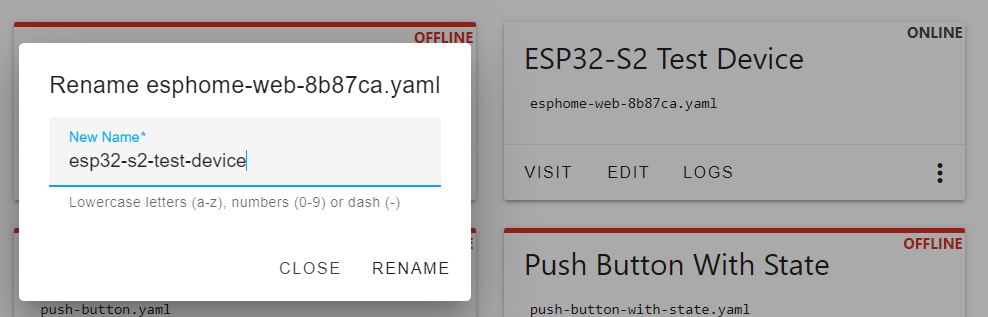 OFFLINE
Rename esphome-web-8b87ca.yaml
New Name*
esp32-s2-test-device
Lowercase letters (a-z), numbers (0-9) or dash (-)
CLOSE RENAME
push-button.yaml
ONLINE
ESP32-S2 Test Device
esphome-web-8b87ca.yaml
VISIT EDIT LOGS
OFFLINE
Push Button With State
push-button-with-state.yaml